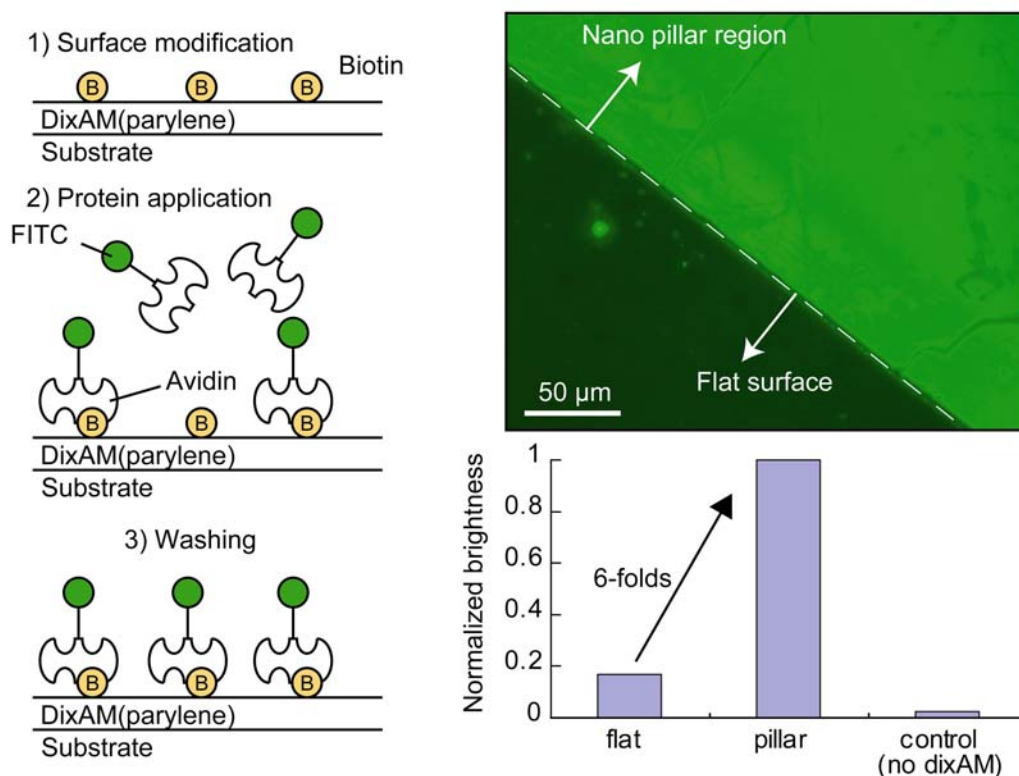 1) Surface modification
Biotin
B B B
DixAM(parylene)
Substrate
2) Protein application
FITC
Avidin
B B B
DixAM(parylene)
Substrate
3) Washing
B B B
DixAM(parylene)
Substrate
Nano pillar region
Flat surface
50 µm
Normalized brightness
1
0.8
0.6
0.4
0.2
0
6-folds
flat pillar control
(no dixAM)